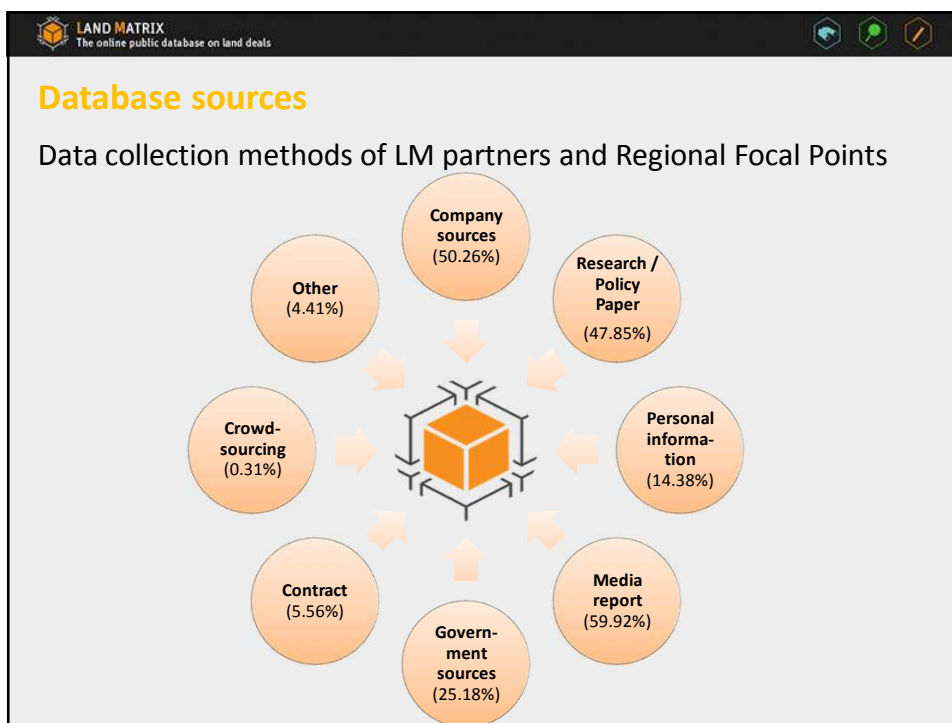 LAND MATRIX
The online public database on land deals
Database sources
Data collection methods of LM partners and Regional Focal Points
Company
sources
(50.26%)
Research /
Policy
Paper
(47.85%)
Personal
informa-
tion
(14.38%)
Media
report
(59.92%)
Govern-
ment
sources
(25.18%)
Contract
(5.56%)
Crowd-
sourcing
(0.31%)
Other
(4.41%)